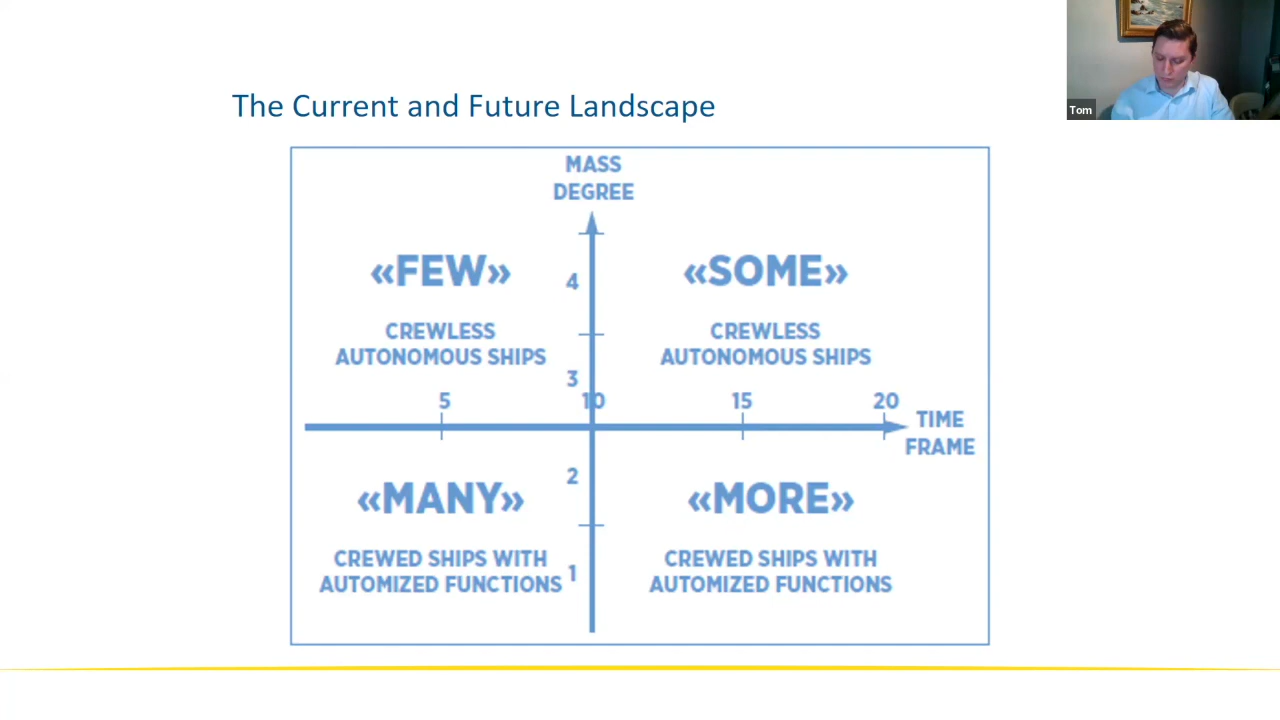 Tom
The Current and Future Landscape
MASS
DEGREE
«FEW»
«SOME»
4
CREWLESS
AUTONOMOUS SHIPS
CREWLESS
AUTONOMOUS SHIPS
3
5
10
15
20
TIME
FRAME
2
«MANY»
«MORE»
CREWED SHIPS WITH
AUTOMIZED FUNCTIONS
1
CREWED SHIPS WITH
AUTOMIZED FUNCTIONS